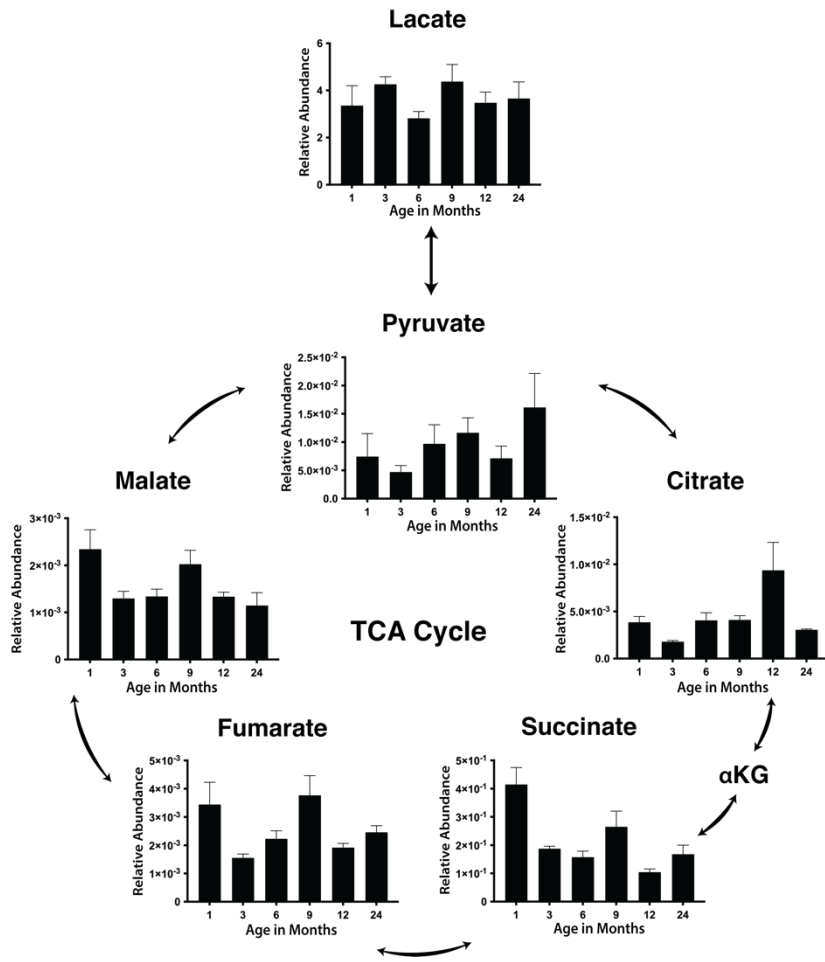 Lacate
Relative Abundance
6
4
2
0
1 3 6 9 12 24
Age in Months
Pyruvate
Relative Abundance
2.5×10⁻²
2.0×10⁻²
1.5×10⁻²
1.0×10⁻²
5.0×10⁻³
0.0
1 3 6 9 12 24
Age in Months
Malate
Relative Abundance
3×10⁻³
2×10⁻³
1×10⁻³
0
1 3 6 9 12 24
Age in Months
TCA Cycle
Citrate
Relative Abundance
1.5×10⁻²
1.0×10⁻²
5.0×10⁻³
0.0
1 3 6 9 12 24
Age in Months
Fumarate
Relative Abundance
5×10⁻³
4×10⁻³
3×10⁻³
2×10⁻³
1×10⁻³
0
1 3 6 9 12 24
Age in Months
Succinate
Relative Abundance
5×10⁻¹
4×10⁻¹
3×10⁻¹
2×10⁻¹
1×10⁻¹
0
1 3 6 9 12 24
Age in Months
αKG